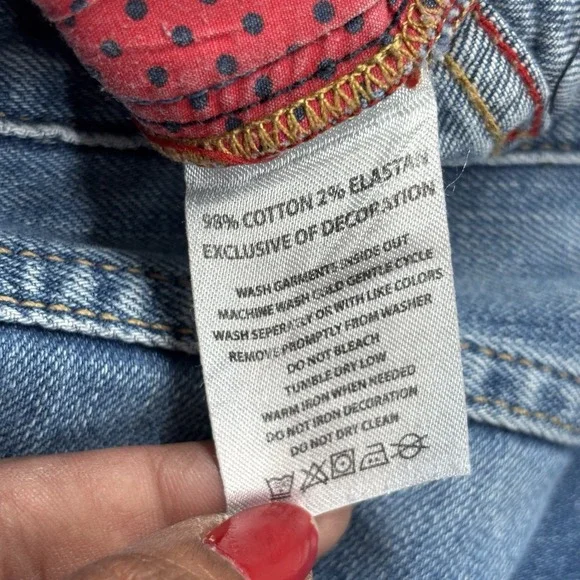 98% COTTON 2% ELASTAN
EXCLUSIVE OF DECORATION
WASH GARMENTS INSIDE OUT
MACHINE WASH COLD GENTLE CYCLE
WASH SEPERATLY OR WITH LIKE COLORS
REMOVE PROMPTLY FROM WASHER
DO NOT BLEACH
TUMBLE DRY LOW
WARM IRON WHEN NEEDED
DO NOT IRON DECORATION
DO NOT DRY CLEAN